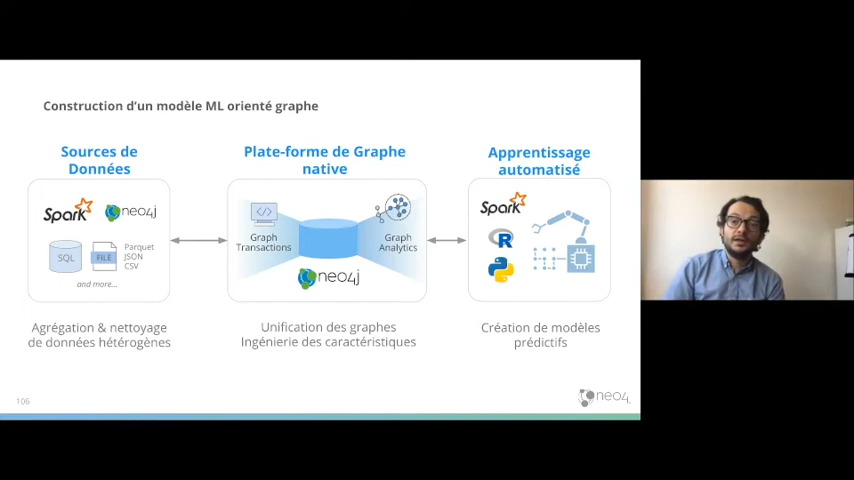 Construction d'un modèle ML orienté graphe
Sources de
Données
Spark
neo4j
SQL
FILE
Parquet
JSON
CSV
and more...
Agrégation & nettoyage
de données hétérogènes
Plate-forme de Graphe
native
Graph
Transactions
Graph
Analytics
neo4j
Unification des graphes
Ingénierie des caractéristiques
Apprentissage
automatisé
Spark
R
Création de modèles
prédictifs
106
neo4j